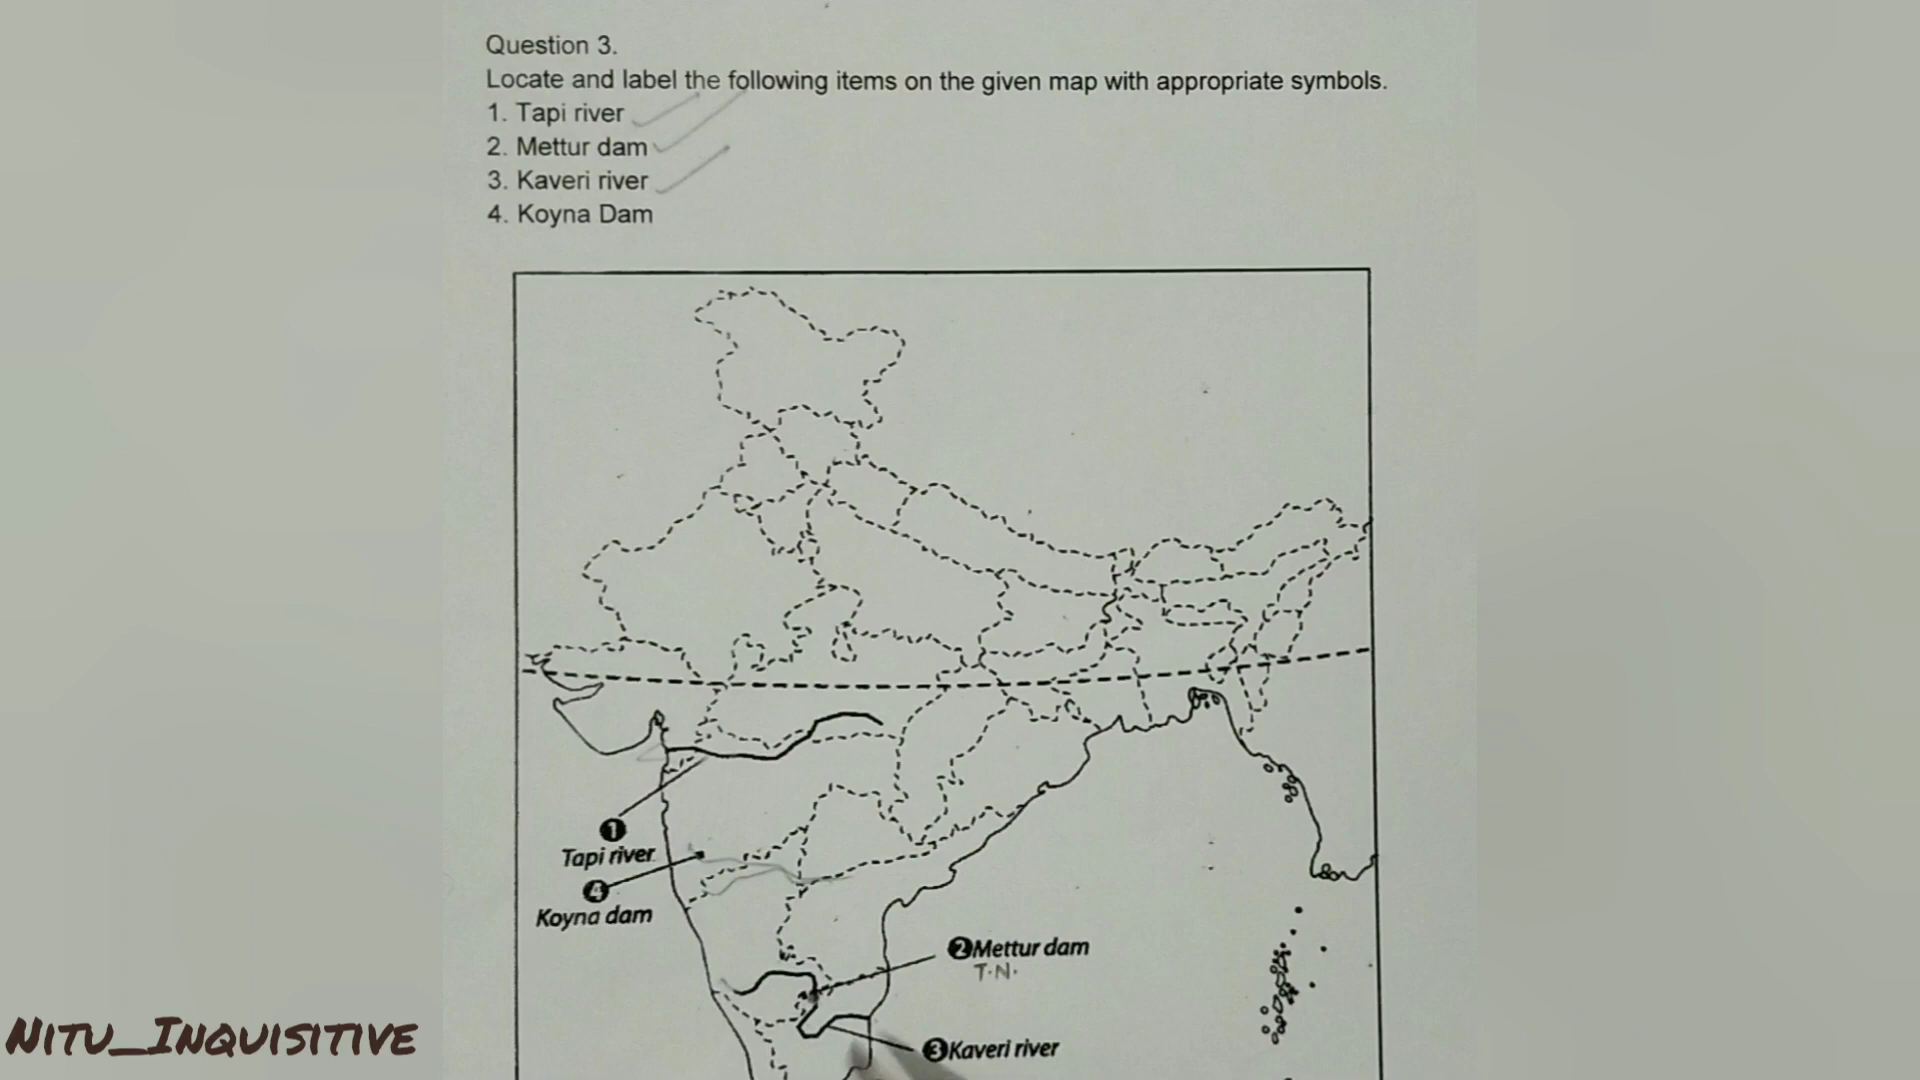 Question 3.
Locate and label the following items on the given map with appropriate symbols.
1. Tapi river
2. Mettur dam
3. Kaveri river
4. Koyna Dam
1
Tapi river
4
Koyna dam
2 Mettur dam
T.N.
3 Kaveri river
Nitu_Inquisitive